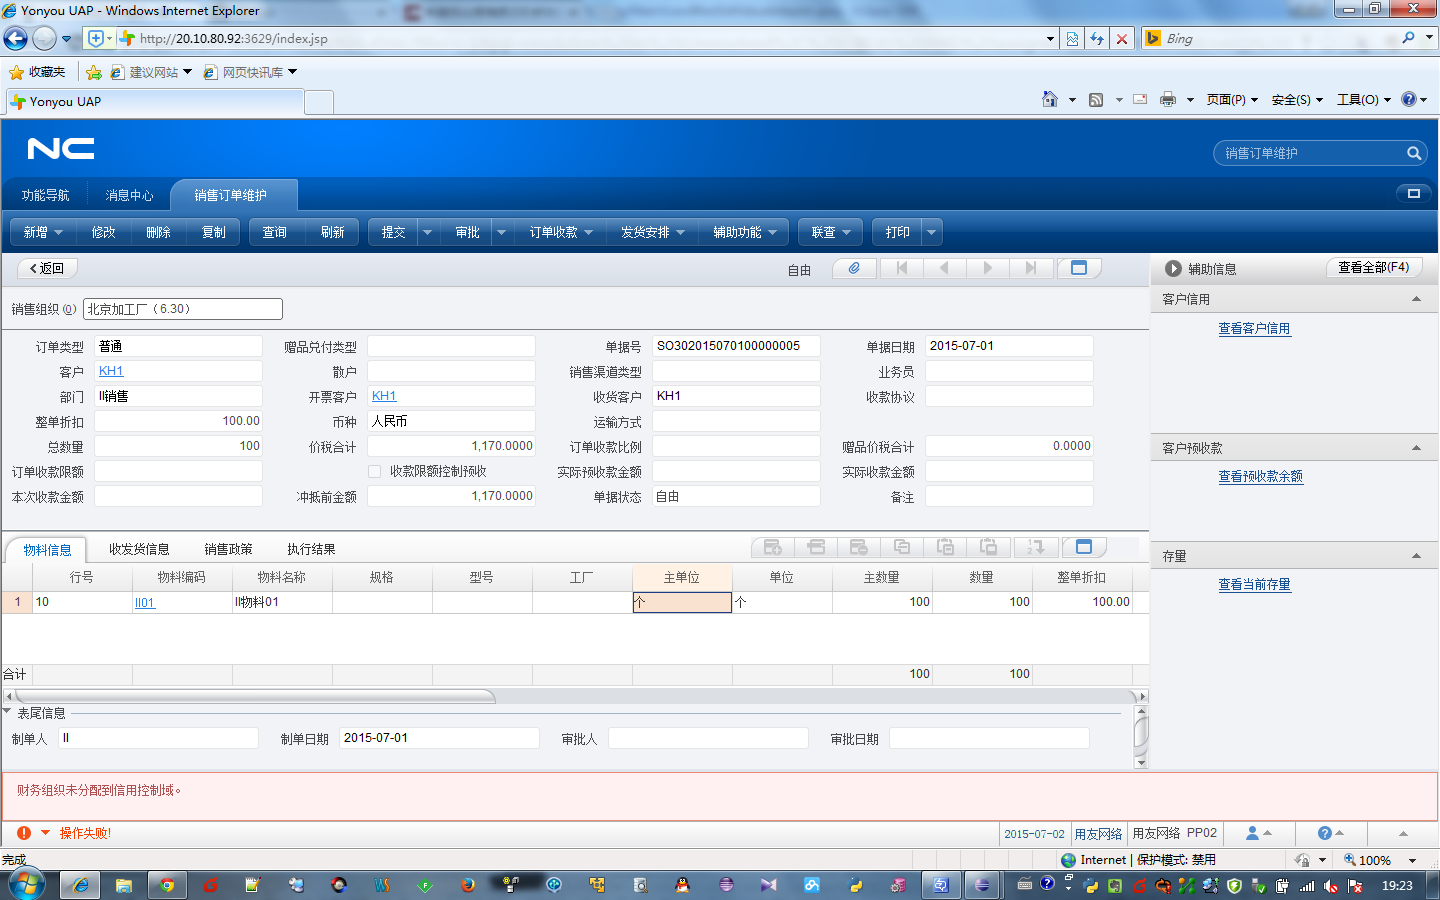 Yonyou UAP - Windows Internet Explorer
http://20.10.80.92:3629/index.jsp
Bing
收藏夹 建议网站 网页快讯库
Yonyou UAP
页面(P) 安全(S) 工具(O)
NC
销售订单维护
功能导航 消息中心 销售订单维护
新增 修改 删除 复制 查询 刷新 提交 审批 订单收款 发货安排 辅助功能 联查 打印
返回 自由 辅助信息 查看全部(F4)
客户信用
查看客户信用
客户预收款
查看预收款余额
存量
查看当前存量
销售组织 (O) 北京加工厂（6.30）
订单类型 普通 赠品兑付类型 单据号 SO302015070100000005 单据日期 2015-07-01
客户 KH1 散户 销售渠道类型 业务员
部门 ll销售 开票客户 KH1 收货客户 KH1 收款协议
整单折扣 100.00 币种 人民币 运输方式
总数量 100 价税合计 1,170.0000 订单收款比例 赠品价税合计 0.0000
订单收款限额 收款限额控制预收 实际预收款金额 实际收款金额
本次收款金额 冲抵前金额 1,170.0000 单据状态 自由 备注
物料信息 收发货信息 销售政策 执行结果
行号 物料编码 物料名称 规格 型号 工厂 主单位 单位 主数量 数量 整单折扣
1 10 ll01 ll物料01 个 个 100 100 100.00
合计 100 100
表尾信息
制单人 ll 制单日期 2015-07-01 审批人 审批日期
财务组织未分配到信用控制域。
操作失败!
2015-07-02 用友网络 用友网络 PP02
完成 Internet | 保护模式: 禁用 100%
19:23